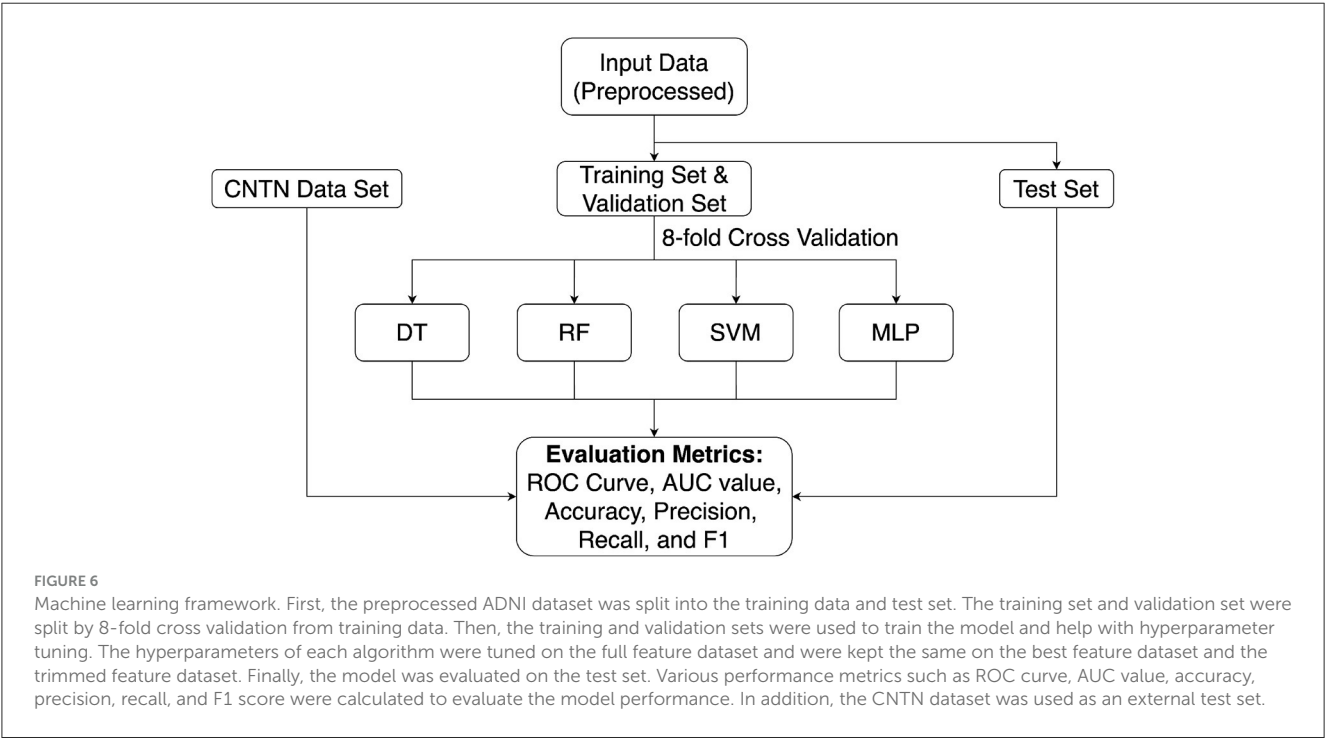 Input Data
(Preprocessed)
CNTN Data Set
Training Set &
Validation Set
Test Set
8-fold Cross Validation
DT
RF
SVM
MLP
Evaluation Metrics:
ROC Curve, AUC value,
Accuracy, Precision,
Recall, and F1
FIGURE 6
Machine learning framework. First, the preprocessed ADNI dataset was split into the training data and test set. The training set and validation set were
split by 8-fold cross validation from training data. Then, the training and validation sets were used to train the model and help with hyperparameter
tuning. The hyperparameters of each algorithm were tuned on the full feature dataset and were kept the same on the best feature dataset and the
trimmed feature dataset. Finally, the model was evaluated on the test set. Various performance metrics such as ROC curve, AUC value, accuracy,
precision, recall, and F1 score were calculated to evaluate the model performance. In addition, the CNTN dataset was used as an external test set.